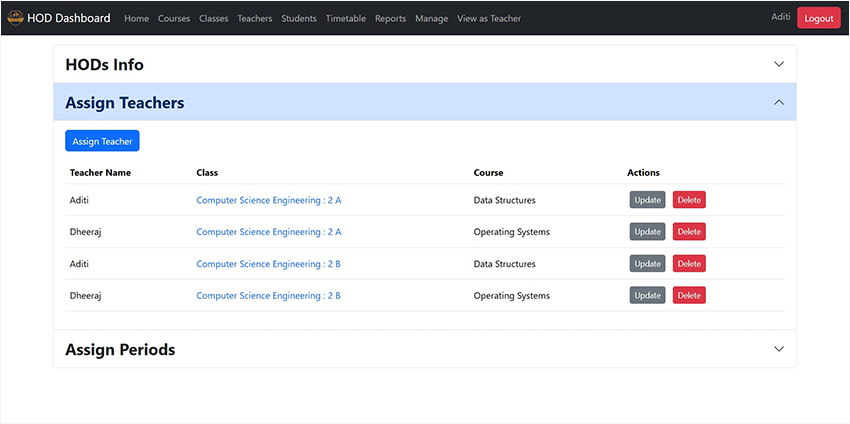 HOD Dashboard Home Courses Classes Teachers Students Timetable Reports Manage View as Teacher Aditi Logout
HODs Info
Assign Teachers
Assign Teacher
Teacher Name Class Course Actions
Aditi Computer Science Engineering : 2 A Data Structures Update Delete
Dheeraj Computer Science Engineering : 2 A Operating Systems Update Delete
Aditi Computer Science Engineering : 2 B Data Structures Update Delete
Dheeraj Computer Science Engineering : 2 B Operating Systems Update Delete
Assign Periods